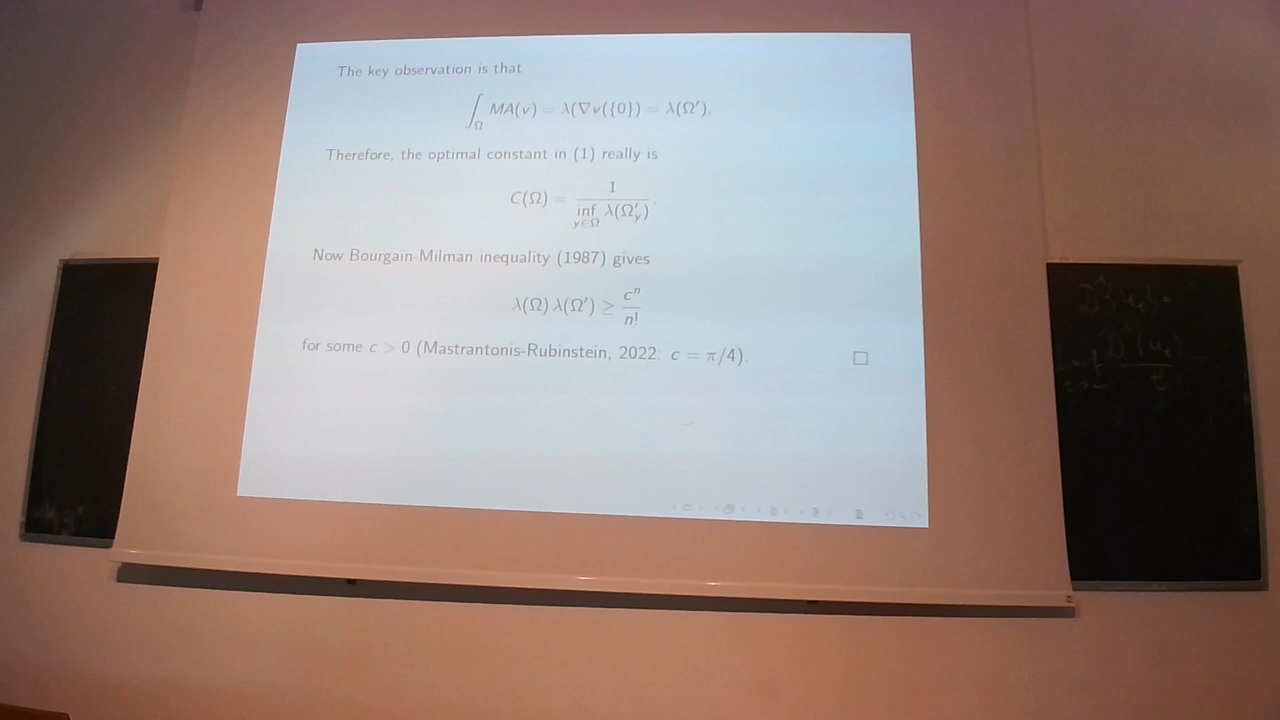 The key observation is that
∫_Ω MA(v) = λ(∇v({0}) = λ(Ω′).
Therefore, the optimal constant in (1) really is
C(Ω) = 1 / inf_{y∈Ω} λ(Ω′_y).
Now Bourgain-Milman inequality (1987) gives
λ(Ω) λ(Ω′) ≥ c^n / n!
for some c > 0 (Mastrantonis-Rubinstein, 2022: c = π/4). □